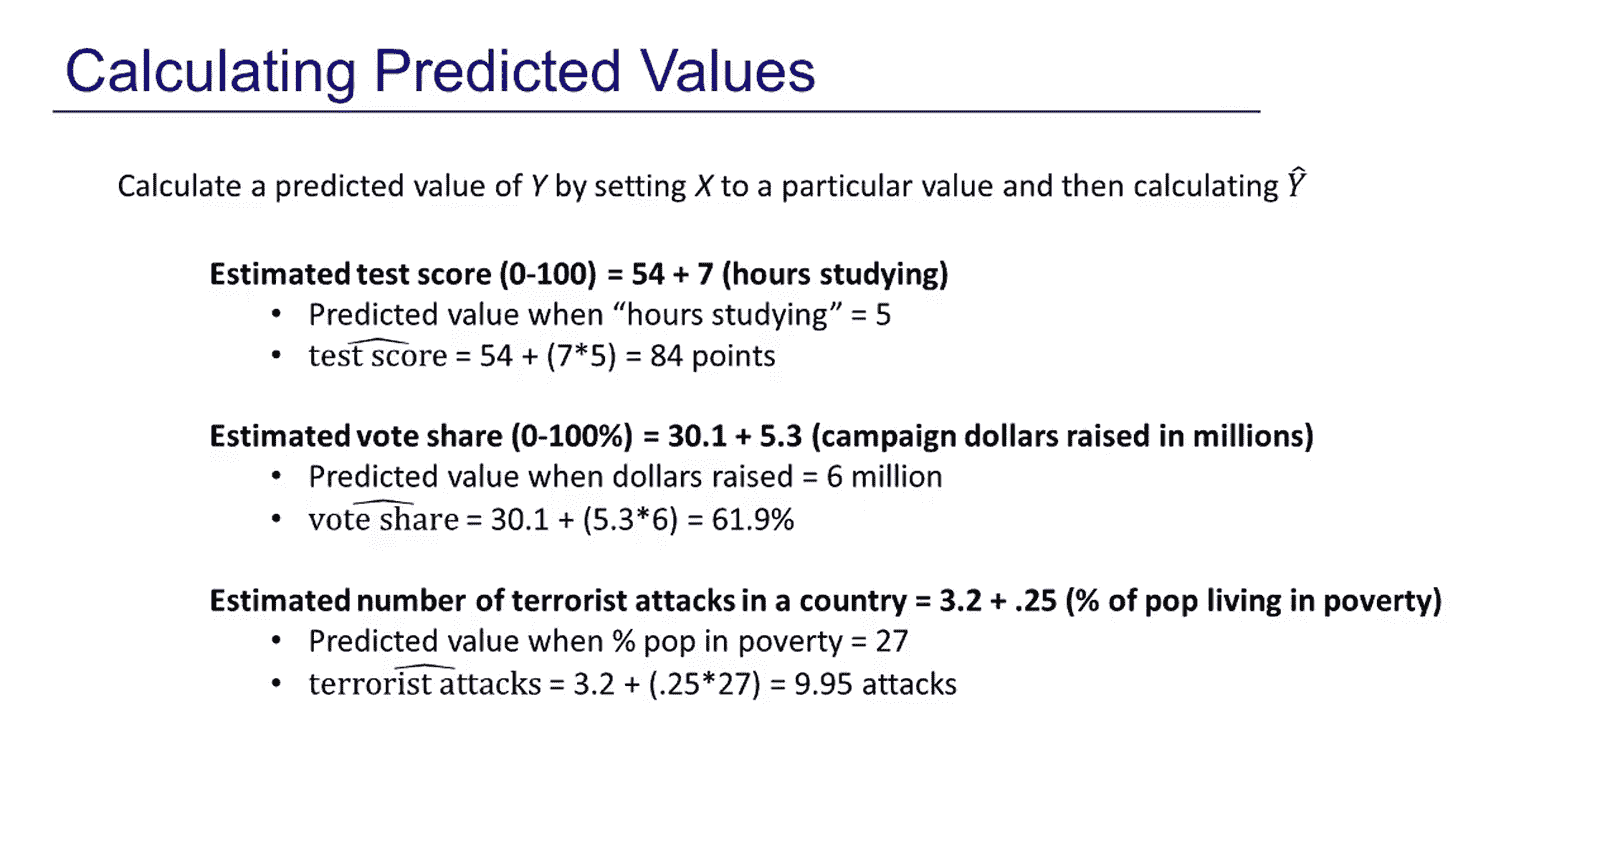 Calculating Predicted Values
Calculate a predicted value of Y by setting X to a particular value and then calculating Ŷ
Estimated test score (0-100) = 54 + 7 (hours studying)
• Predicted value when “hours studying” = 5
• test score = 54 + (7*5) = 84 points
Estimated vote share (0-100%) = 30.1 + 5.3 (campaign dollars raised in millions)
• Predicted value when dollars raised = 6 million
• vote share = 30.1 + (5.3*6) = 61.9%
Estimated number of terrorist attacks in a country = 3.2 + .25 (% of pop living in poverty)
• Predicted value when % pop in poverty = 27
• terrorist attacks = 3.2 + (.25*27) = 9.95 attacks